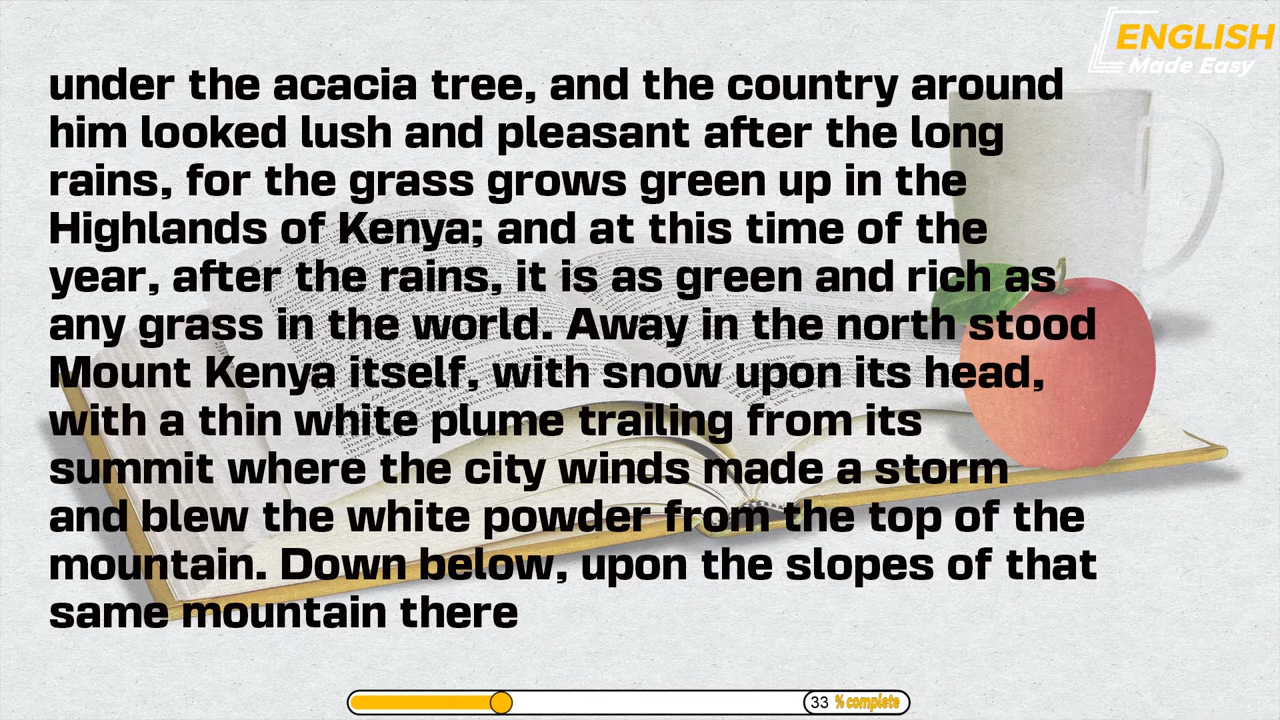 ENGLISH
Made Easy
under the acacia tree, and the country around
him looked lush and pleasant after the long
rains, for the grass grows green up in the
Highlands of Kenya; and at this time of the
year, after the rains, it is as green and rich as
any grass in the world. Away in the north stood
Mount Kenya itself, with snow upon its head,
with a thin white plume trailing from its
summit where the city winds made a storm
and blew the white powder from the top of the
mountain. Down below, upon the slopes of that
same mountain there
33 % complete